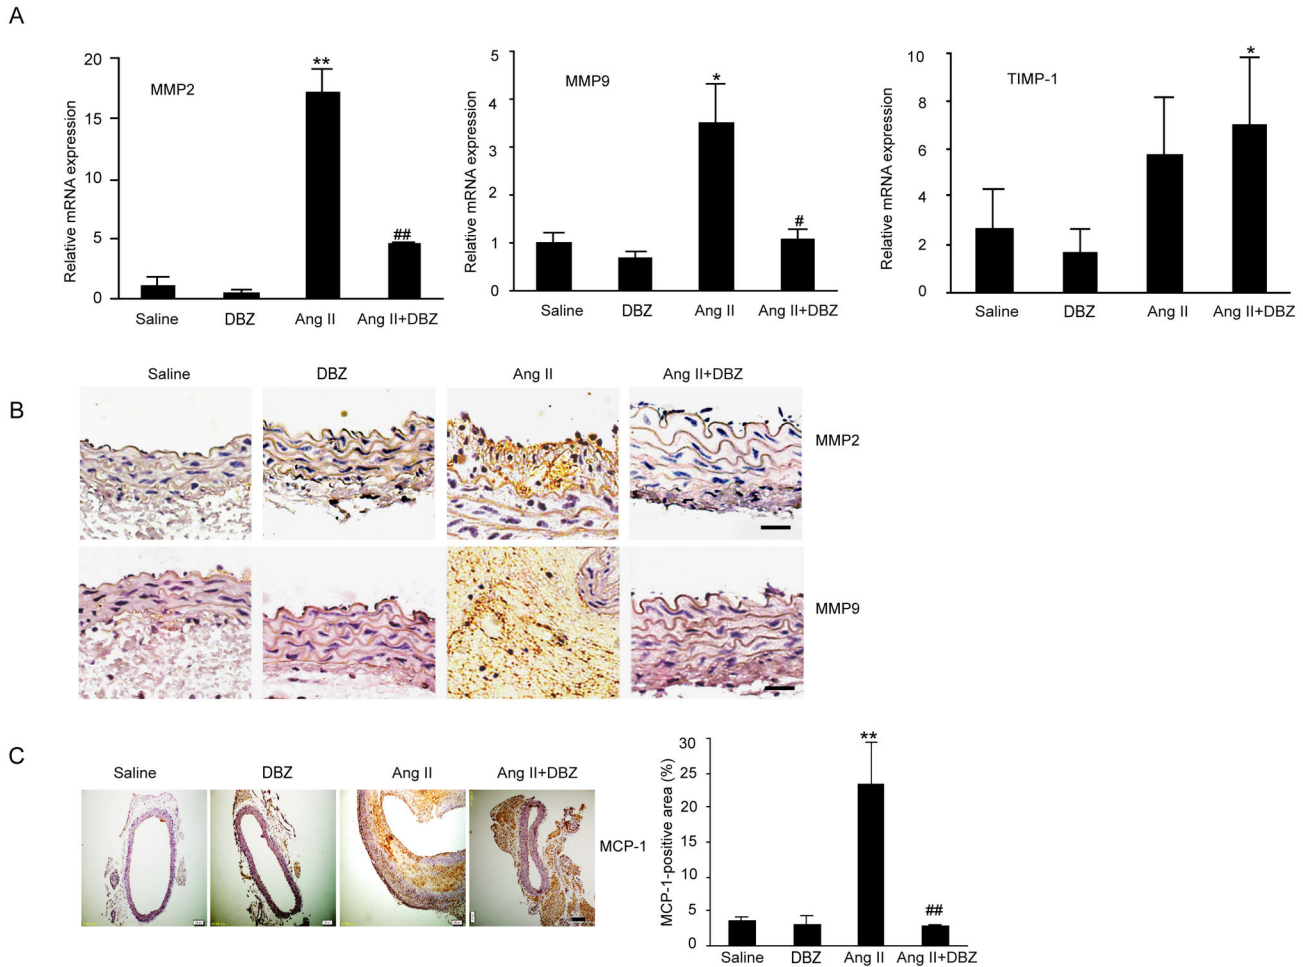 A
Relative mRNA expression
20
15
10
5
0
MMP2
**
##
Saline DBZ Ang II Ang II+DBZ
Relative mRNA expression
5
4
3
2
1
0
MMP9
*
#
Saline DBZ Ang II Ang II+DBZ
Relative mRNA expression
10
8
6
4
2
0
TIMP-1
*
Saline DBZ Ang II Ang II+DBZ
B
Saline DBZ Ang II Ang II+DBZ
MMP2
MMP9
C
Saline DBZ Ang II Ang II+DBZ
MCP-1
MCP-1-positive area (%)
30
25
20
15
10
5
0
**
##
Saline DBZ Ang II Ang II+DBZ